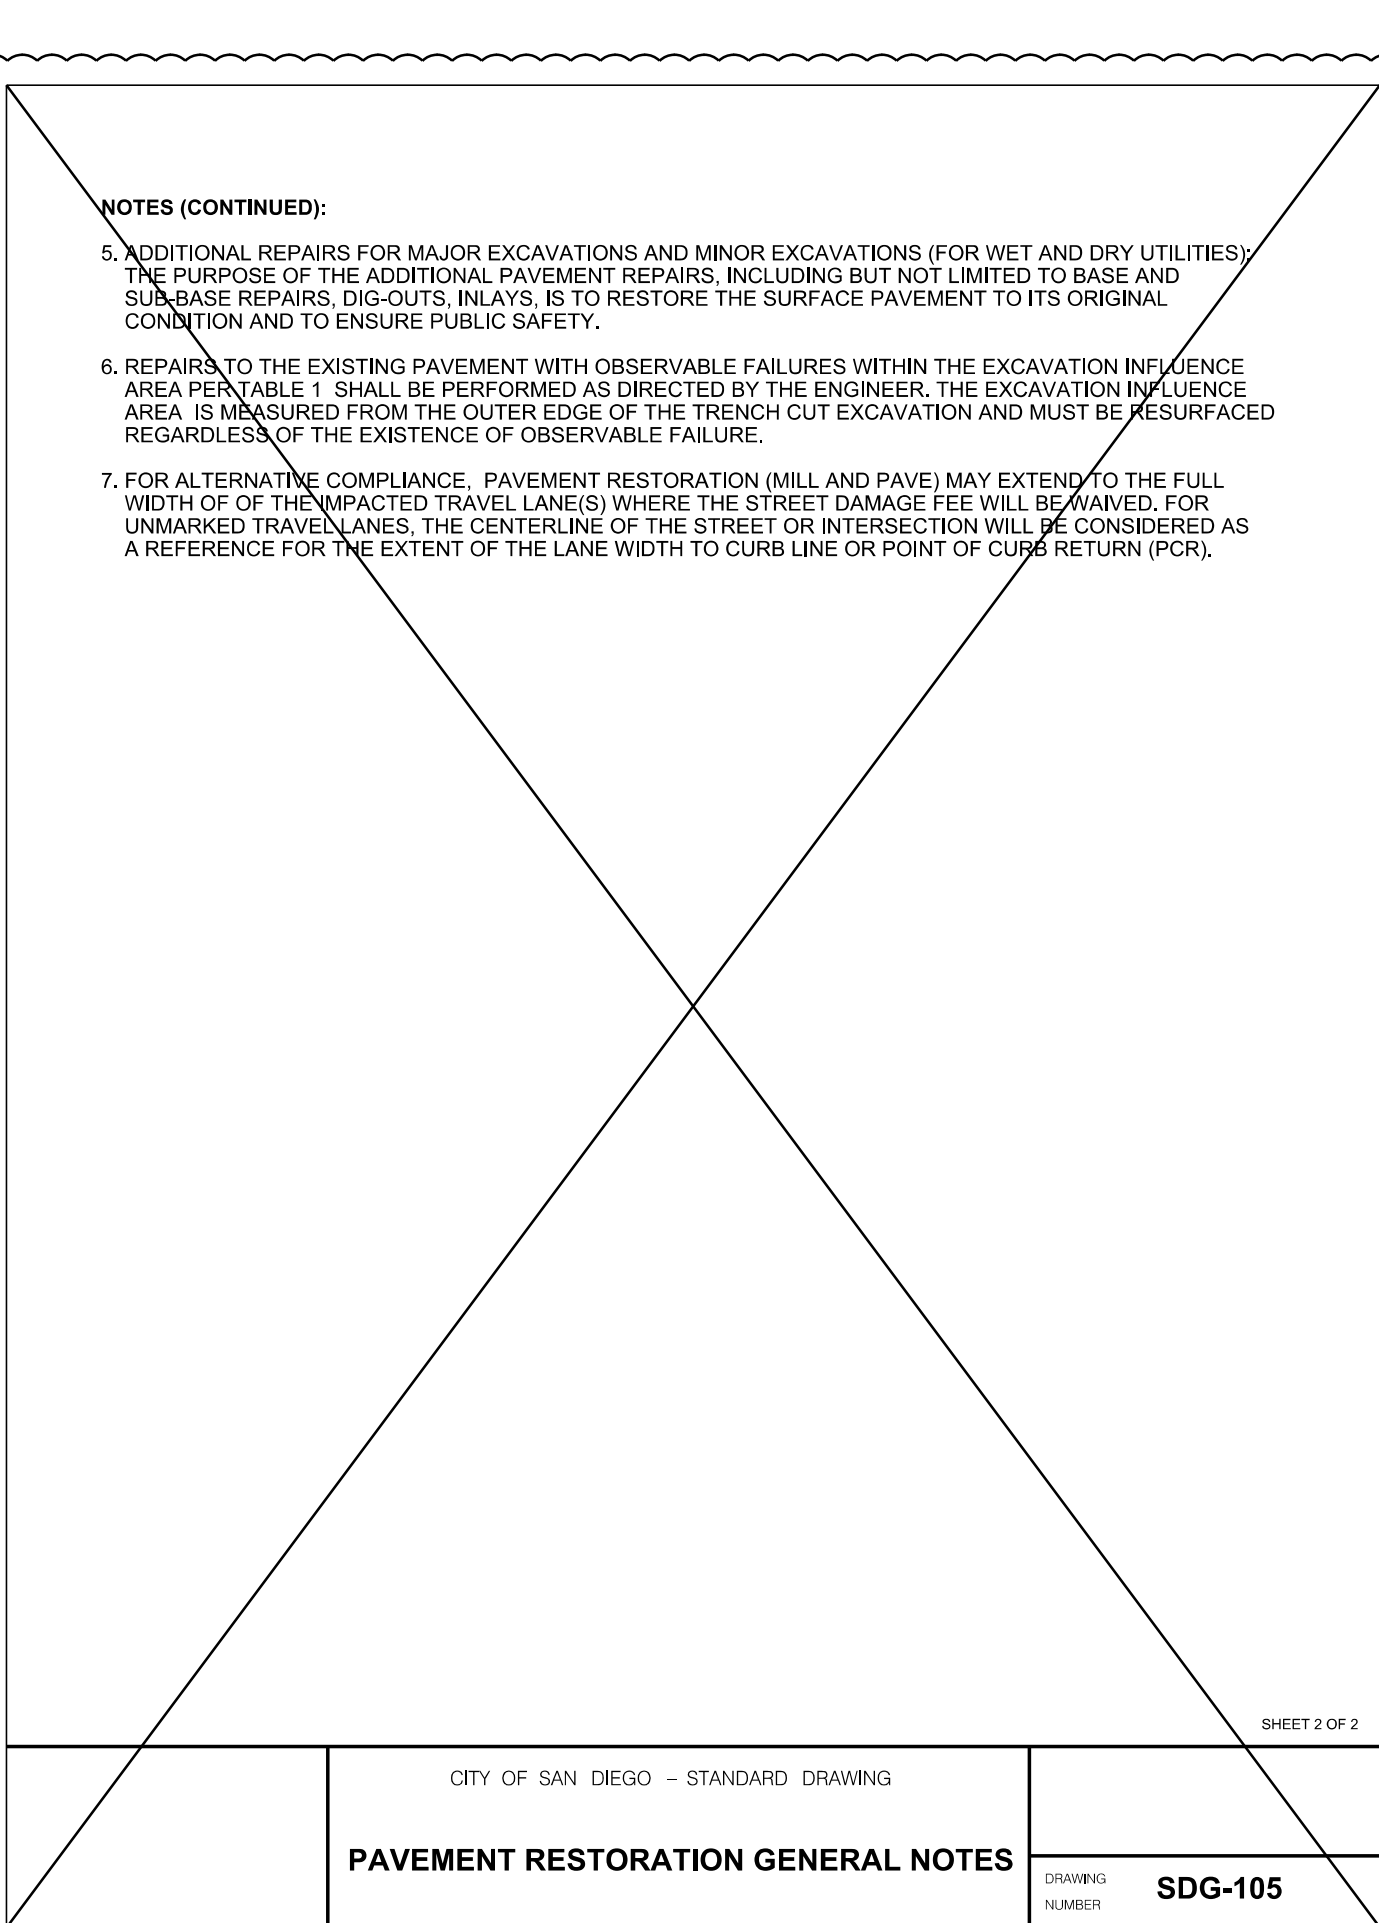 NOTES (CONTINUED):
5. ADDITIONAL REPAIRS FOR MAJOR EXCAVATIONS AND MINOR EXCAVATIONS (FOR WET AND DRY UTILITIES):
THE PURPOSE OF THE ADDITIONAL PAVEMENT REPAIRS, INCLUDING BUT NOT LIMITED TO BASE AND
SUB-BASE REPAIRS, DIG-OUTS, INLAYS, IS TO RESTORE THE SURFACE PAVEMENT TO ITS ORIGINAL
CONDITION AND TO ENSURE PUBLIC SAFETY.
6. REPAIRS TO THE EXISTING PAVEMENT WITH OBSERVABLE FAILURES WITHIN THE EXCAVATION INFLUENCE
AREA PER TABLE 1 SHALL BE PERFORMED AS DIRECTED BY THE ENGINEER. THE EXCAVATION INFLUENCE
AREA IS MEASURED FROM THE OUTER EDGE OF THE TRENCH CUT EXCAVATION AND MUST BE RESURFACED
REGARDLESS OF THE EXISTENCE OF OBSERVABLE FAILURE.
7. FOR ALTERNATIVE COMPLIANCE, PAVEMENT RESTORATION (MILL AND PAVE) MAY EXTEND TO THE FULL
WIDTH OF OF THE IMPACTED TRAVEL LANE(S) WHERE THE STREET DAMAGE FEE WILL BE WAIVED. FOR
UNMARKED TRAVEL LANES, THE CENTERLINE OF THE STREET OR INTERSECTION WILL BE CONSIDERED AS
A REFERENCE FOR THE EXTENT OF THE LANE WIDTH TO CURB LINE OR POINT OF CURB RETURN (PCR).
SHEET 2 OF 2
CITY OF SAN DIEGO – STANDARD DRAWING
PAVEMENT RESTORATION GENERAL NOTES
DRAWING
NUMBER
SDG-105